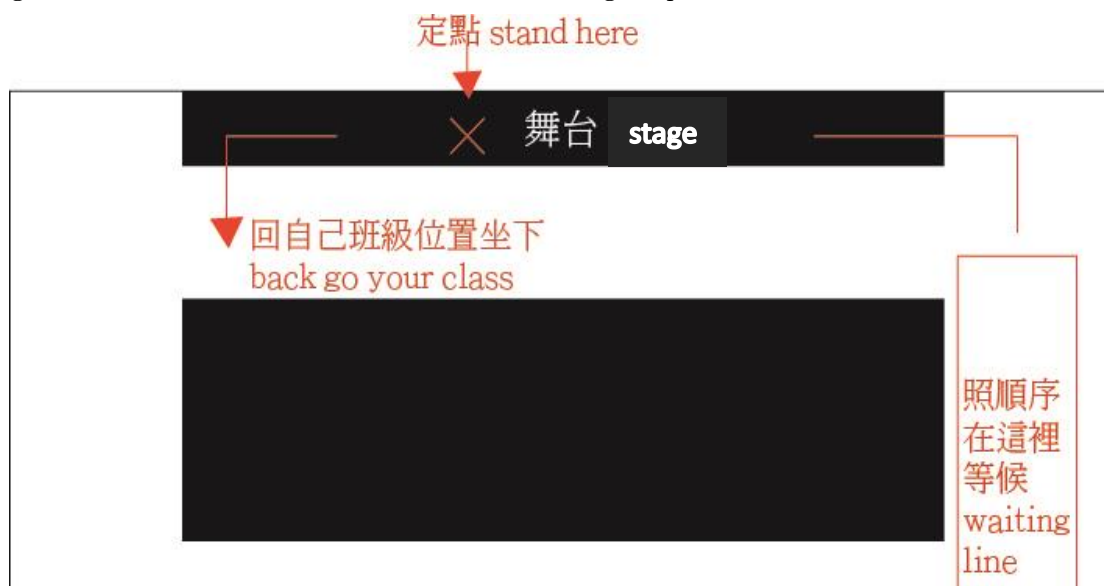 定點 stand here
舞台 stage
回自己班級位置坐下
back go your class
照順序
在這裡
等候
waiting
line